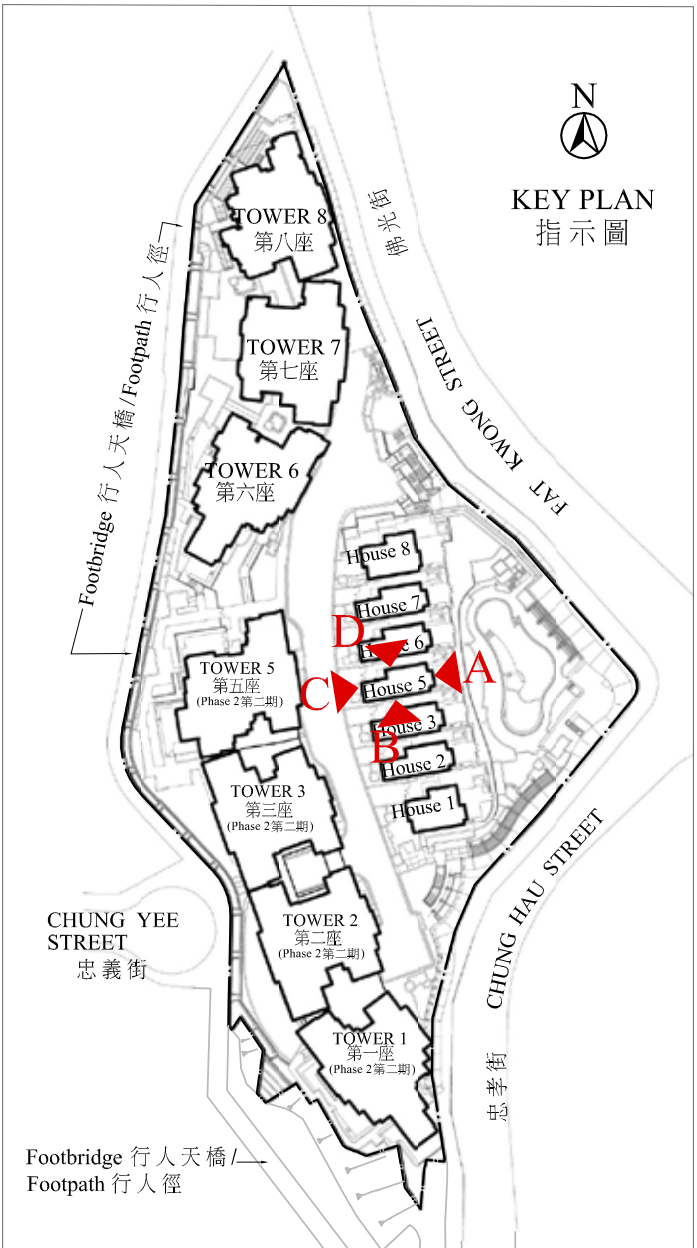 N
KEY PLAN
指示圖
佛光街
FAT KWONG STREET
Footbridge 行人天橋/Footpath 行人徑
TOWER 8
第八座
TOWER 7
第七座
TOWER 6
第六座
House 8
House 7
D
House 6
A
C
House 5
B
House 3
House 2
House 1
TOWER 5
第五座
(Phase 2第二期)
TOWER 3
第三座
(Phase 2第二期)
TOWER 2
第二座
(Phase 2第二期)
TOWER 1
第一座
(Phase 2第二期)
CHUNG YEE
STREET
忠義街
CHUNG HAU STREET
忠孝街
Footbridge 行人天橋/
Footpath 行人徑